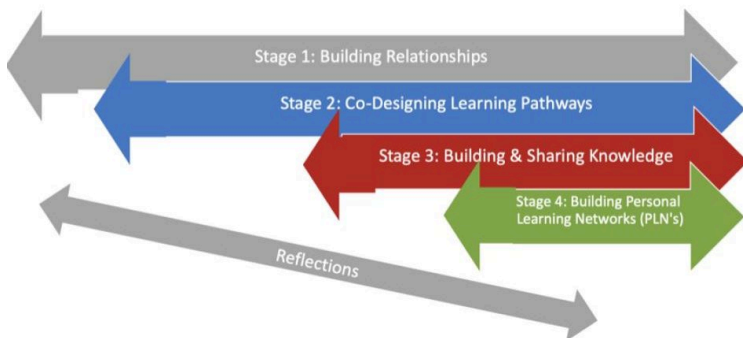 Stage 1: Building Relationships
Stage 2: Co-Designing Learning Pathways
Stage 3: Building & Sharing Knowledge
Stage 4: Building Personal
Learning Networks (PLN's)
Reflections